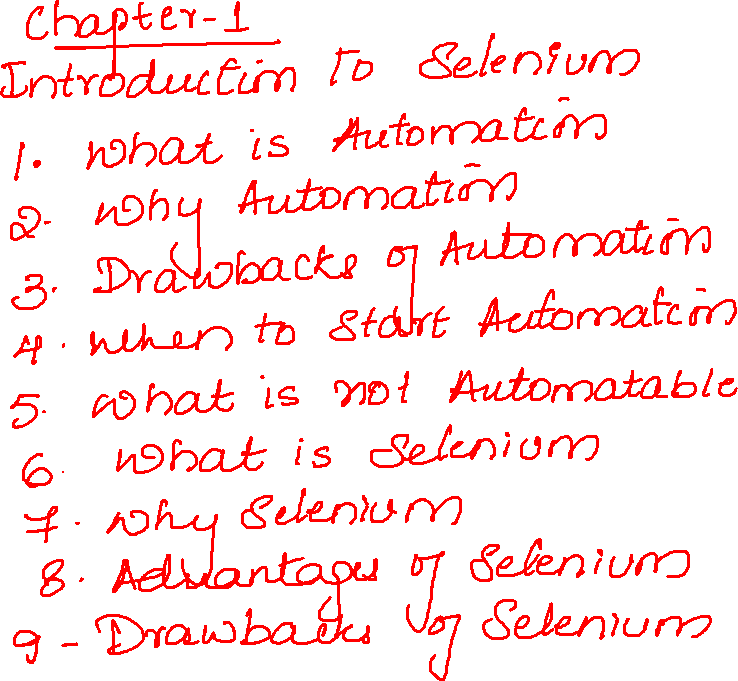 Chapter-1
Introduction to Selenium
1. What is Automation
2. Why Automation
3. Drawbacks of Automation
4. When to Start Automation
5. What is not Automatable
6. What is Selenium
7. Why Selenium
8. Advantages of Selenium
9- Drawbacks of Selenium